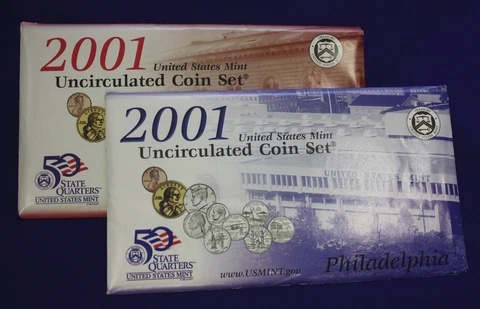 2001
United States Mint
Uncirculated Coin Set®
50
STATE
QUARTERS
UNITED STATES MINT
2001
United States Mint
Uncirculated Coin Set®
UNITED STATES MINT
50
STATE
QUARTERS
UNITED STATES MINT
www.USMINT.gov
Philadelphia